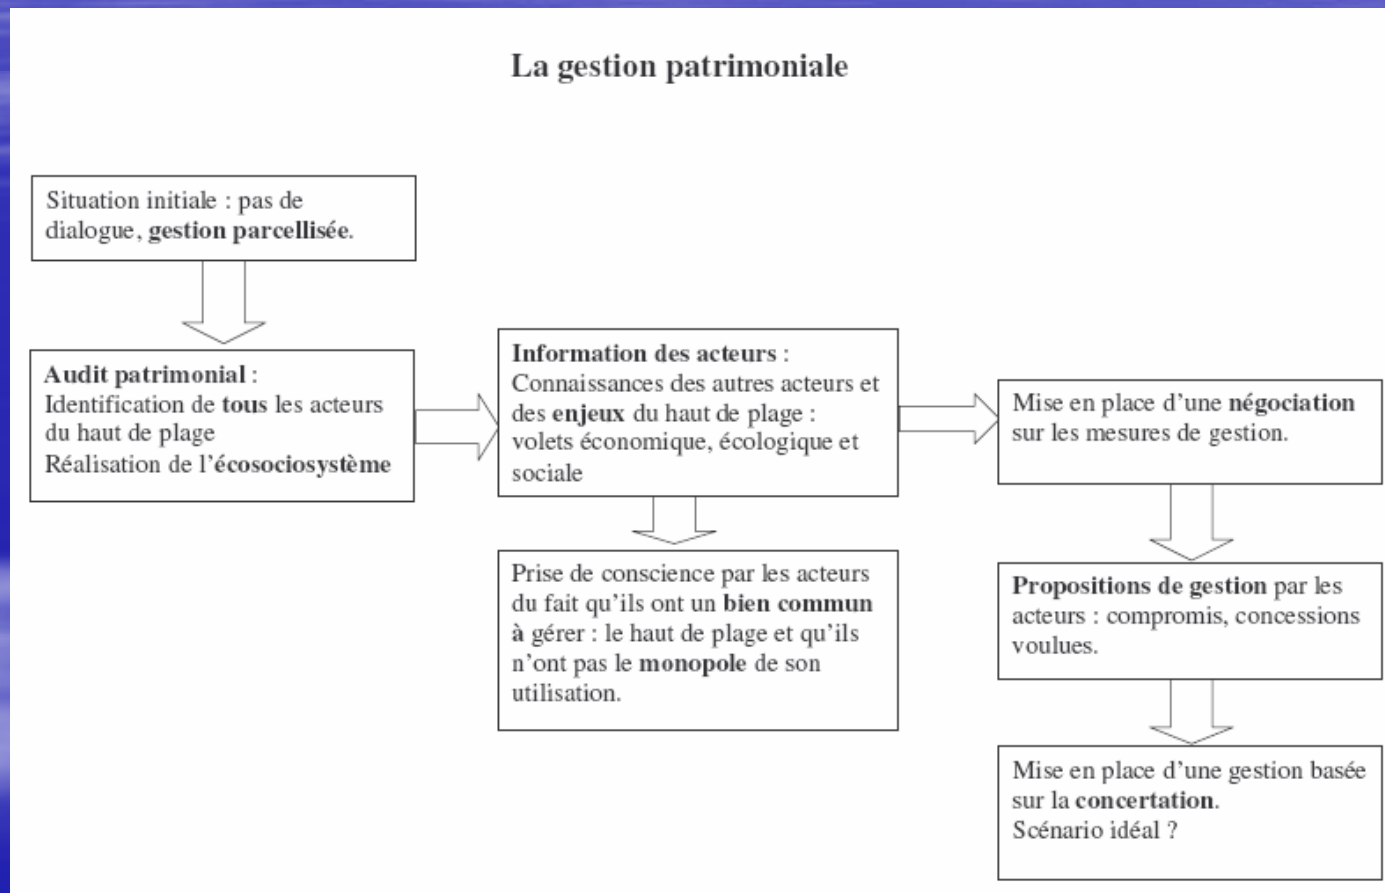 La gestion patrimoniale
Situation initiale : pas de
dialogue, gestion parcellisée.
Audit patrimonial :
Identification de tous les acteurs
du haut de plage
Réalisation de l'écosociosystème
Information des acteurs :
Connaissances des autres acteurs et
des enjeux du haut de plage :
volets économique, écologique et
sociale
Prise de conscience par les acteurs
du fait qu'ils ont un bien commun
à gérer : le haut de plage et qu'ils
n'ont pas le monopole de son
utilisation.
Mise en place d'une négociation
sur les mesures de gestion.
Propositions de gestion par les
acteurs : compromis, concessions
voulues.
Mise en place d'une gestion basée
sur la concertation.
Scénario idéal ?